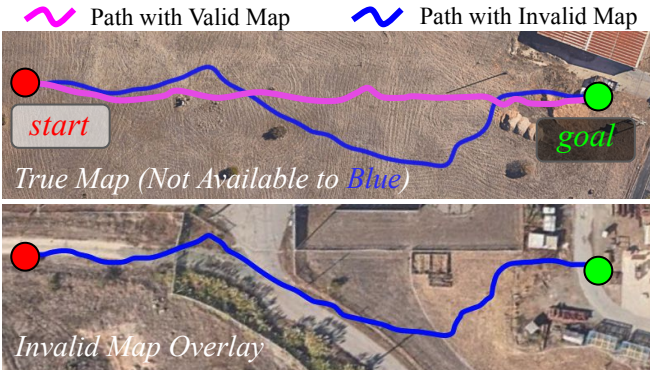 Path with Valid Map
Path with Invalid Map
start
goal
True Map (Not Available to Blue)
Invalid Map Overlay